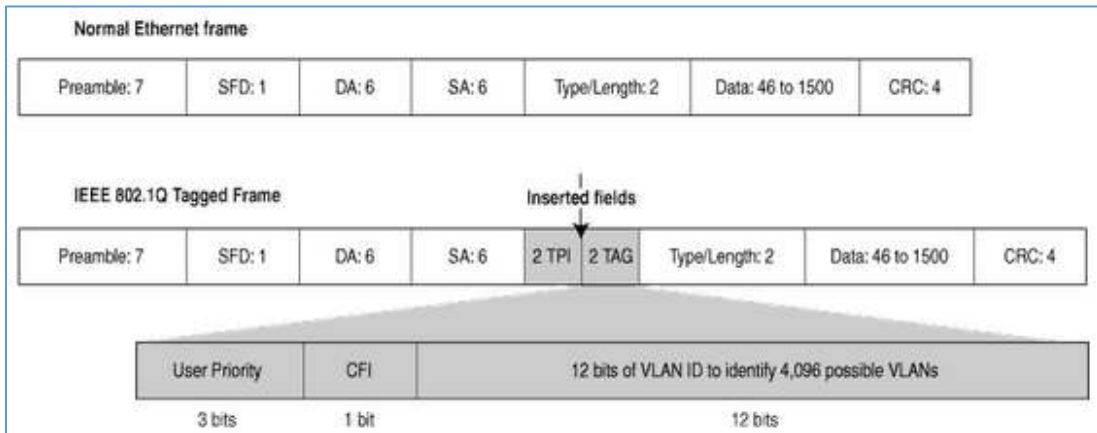 Normal Ethernet frame
Preamble: 7 SFD: 1 DA: 6 SA: 6 Type/Length: 2 Data: 46 to 1500 CRC: 4
IEEE 802.1Q Tagged Frame Inserted fields
Preamble: 7 SFD: 1 DA: 6 SA: 6 2 TPI 2 TAG Type/Length: 2 Data: 46 to 1500 CRC: 4
User Priority CFI 12 bits of VLAN ID to identify 4,096 possible VLANs
3 bits 1 bit 12 bits